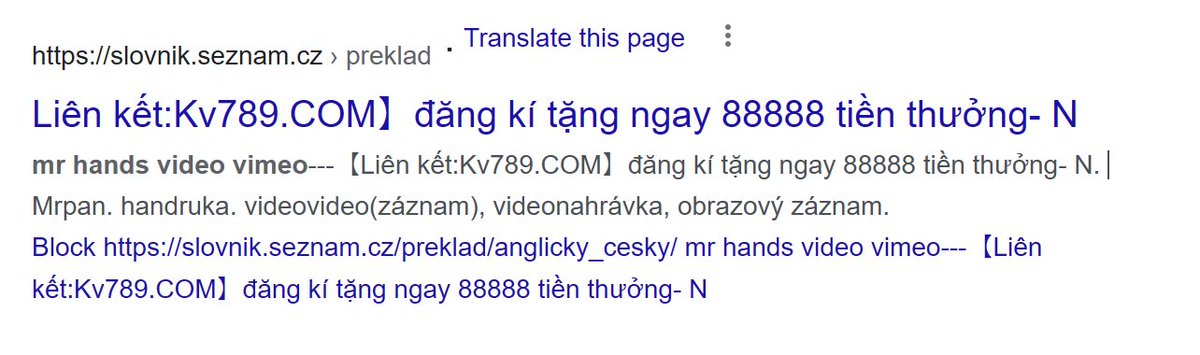 https://slovnik.seznam.cz › preklad · Translate this page
Liên kết:Kv789.COM】đăng kí tặng ngay 88888 tiền thưởng- N
mr hands video vimeo---【Liên kết:Kv789.COM】đăng kí tặng ngay 88888 tiền thưởng- N. |
Mrpan. handruka. videovideo(záznam), videonahrávka, obrazový záznam.
Block https://slovnik.seznam.cz/preklad/anglicky_cesky/ mr hands video vimeo---【Liên
kết:Kv789.COM】đăng kí tặng ngay 88888 tiền thưởng- N